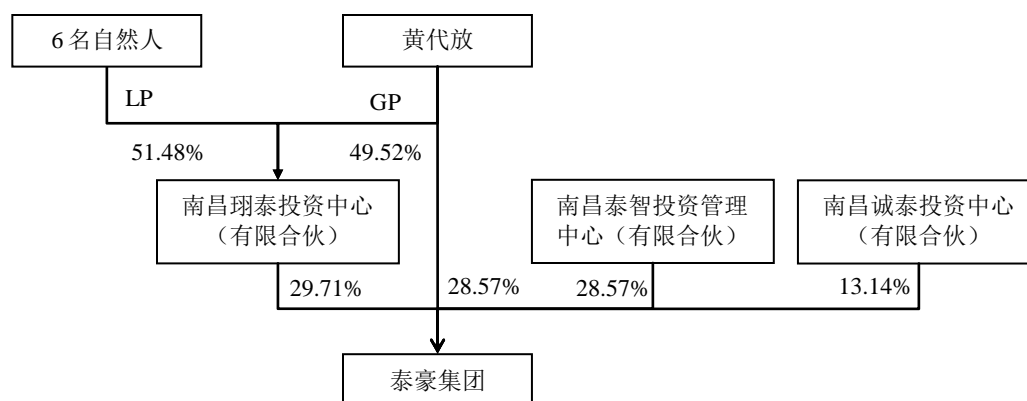 6 名自然人
黄代放
LP
GP
51.48%
49.52%
南昌珝泰投资中心
（有限合伙）
南昌泰智投资管理
中心（有限合伙）
南昌诚泰投资中心
（有限合伙）
29.71%
28.57%
28.57%
13.14%
泰豪集团